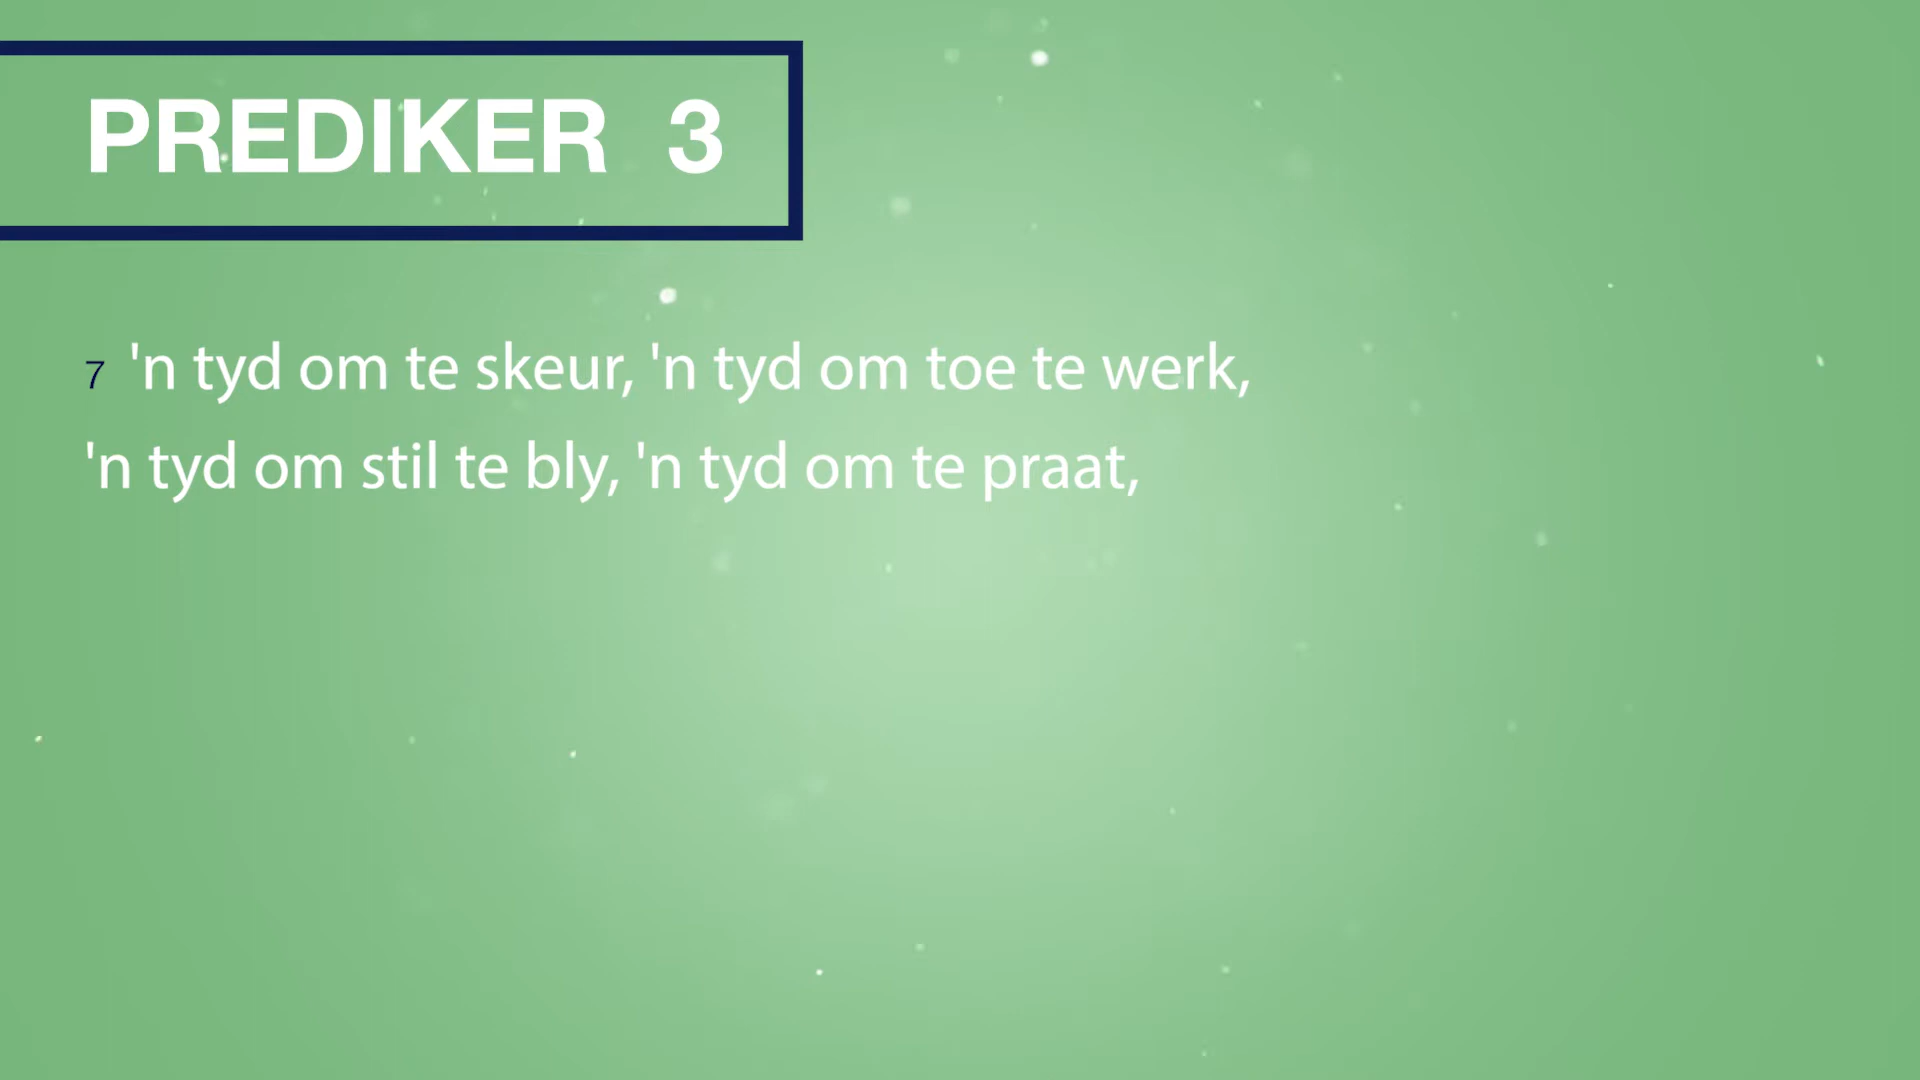 PREDIKER 3
7 'n tyd om te skeur, 'n tyd om toe te werk,
'n tyd om stil te bly, 'n tyd om te praat,